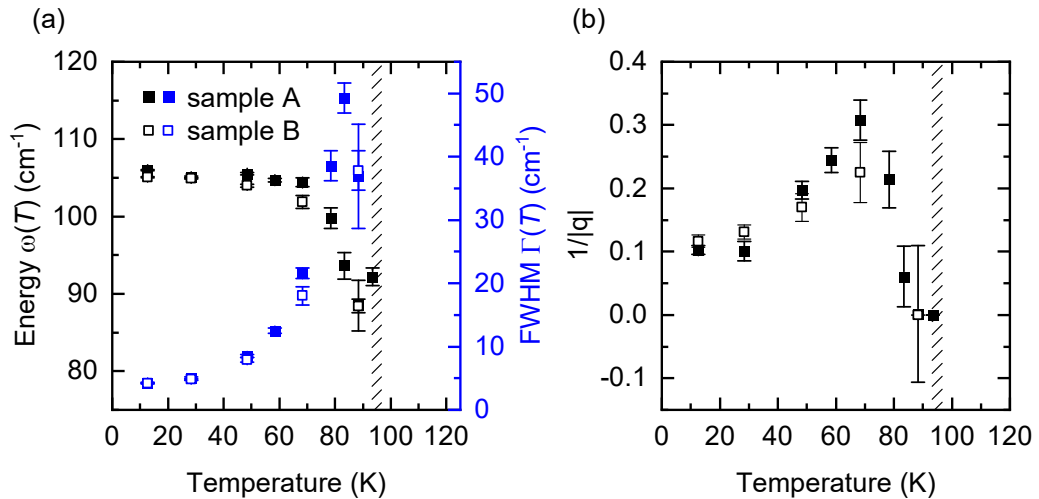 (a)
(b)
120
110
100
90
80
Energy ω(T) (cm⁻¹)
sample A
sample B
50
40
30
20
10
0
FWHM Γ(T) (cm⁻¹)
0 20 40 60 80 100 120
Temperature (K)
0.4
0.3
0.2
0.1
0.0
-0.1
1/|q|
0 20 40 60 80 100 120
Temperature (K)